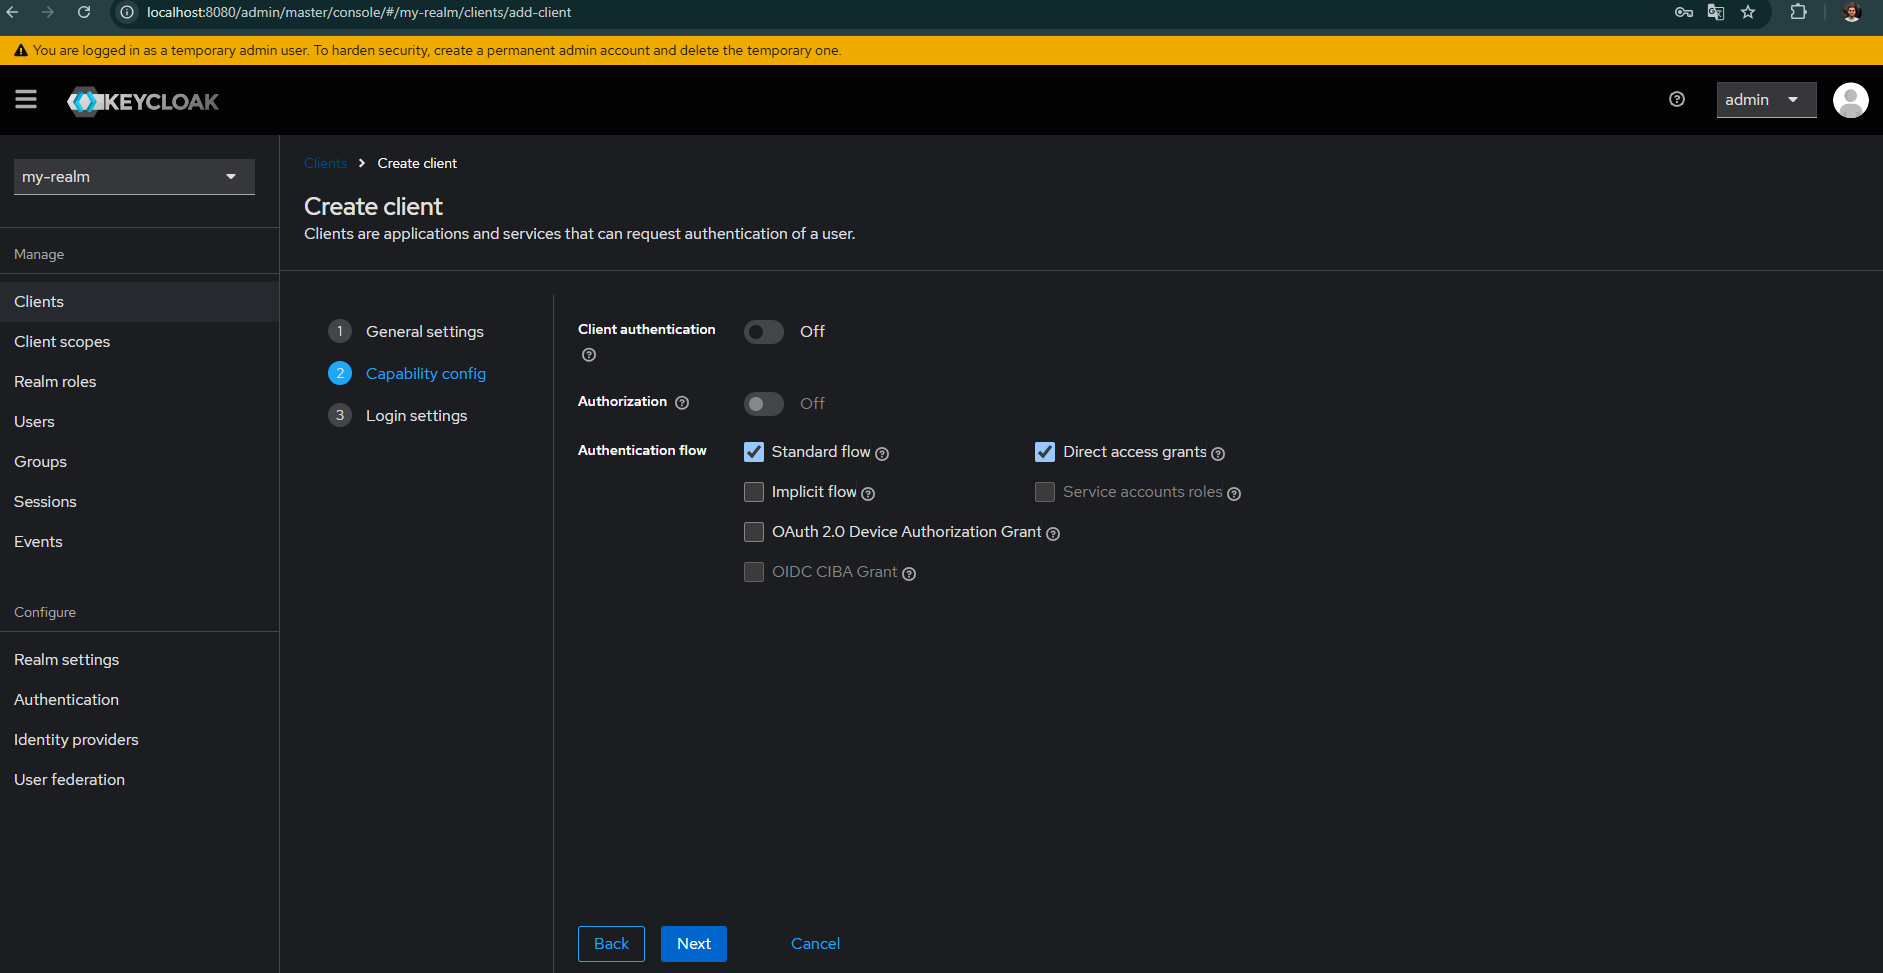 localhost:8080/admin/master/console/#/my-realm/clients/add-client
You are logged in as a temporary admin user. To harden security, create a permanent admin account and delete the temporary one.
KEYCLOAK
admin
my-realm
Manage
Clients
Client scopes
Realm roles
Users
Groups
Sessions
Events
Configure
Realm settings
Authentication
Identity providers
User federation
Clients > Create client
Create client
Clients are applications and services that can request authentication of a user.
1 General settings
2 Capability config
3 Login settings
Client authentication Off
Authorization Off
Authentication flow Standard flow Direct access grants
Implicit flow Service accounts roles
OAuth 2.0 Device Authorization Grant
OIDC CIBA Grant
Back Next Cancel